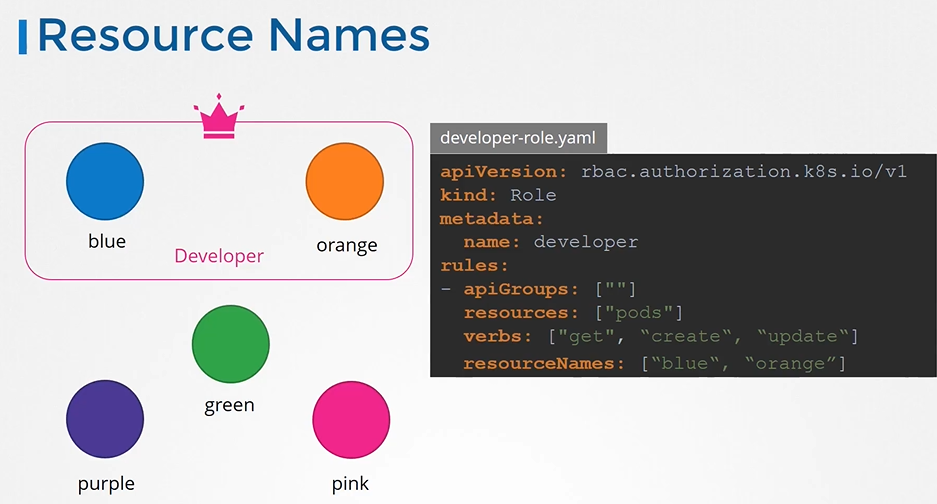 Resource Names
blue
orange
Developer
green
purple
pink
developer-role.yaml
apiVersion: rbac.authorization.k8s.io/v1
kind: Role
metadata:
  name: developer
rules:
- apiGroups: [""]
  resources: ["pods"]
  verbs: ["get", “create“, “update“]
  resourceNames: [“blue“, “orange”]